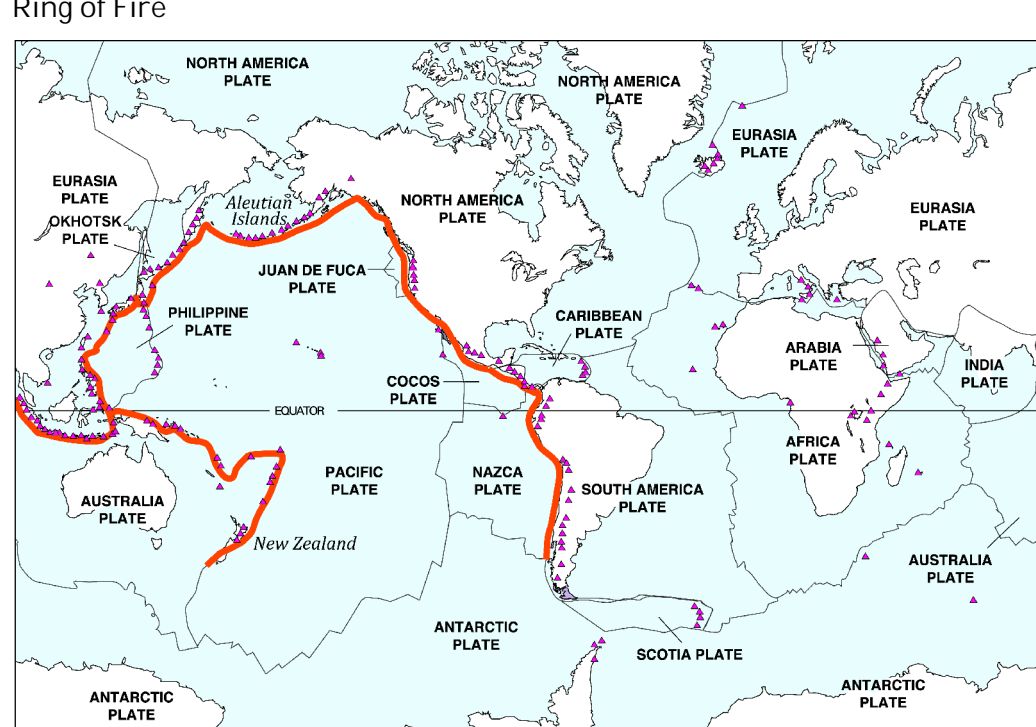 Ring of Fire
NORTH AMERICA
PLATE
NORTH AMERICA
PLATE
EURASIA
PLATE
EURASIA
PLATE
OKHOTSK
PLATE
Aleutian
Islands
NORTH AMERICA
PLATE
EURASIA
PLATE
JUAN DE FUCA
PLATE
PHILIPPINE
PLATE
CARIBBEAN
PLATE
ARABIA
PLATE
INDIA
PLATE
COCOS
PLATE
EQUATOR
AFRICA
PLATE
PACIFIC
PLATE
NAZCA
PLATE
SOUTH AMERICA
PLATE
AUSTRALIA
PLATE
New Zealand
AUSTRALIA
PLATE
ANTARCTIC
PLATE
SCOTIA PLATE
ANTARCTIC
PLATE
ANTARCTIC
PLATE